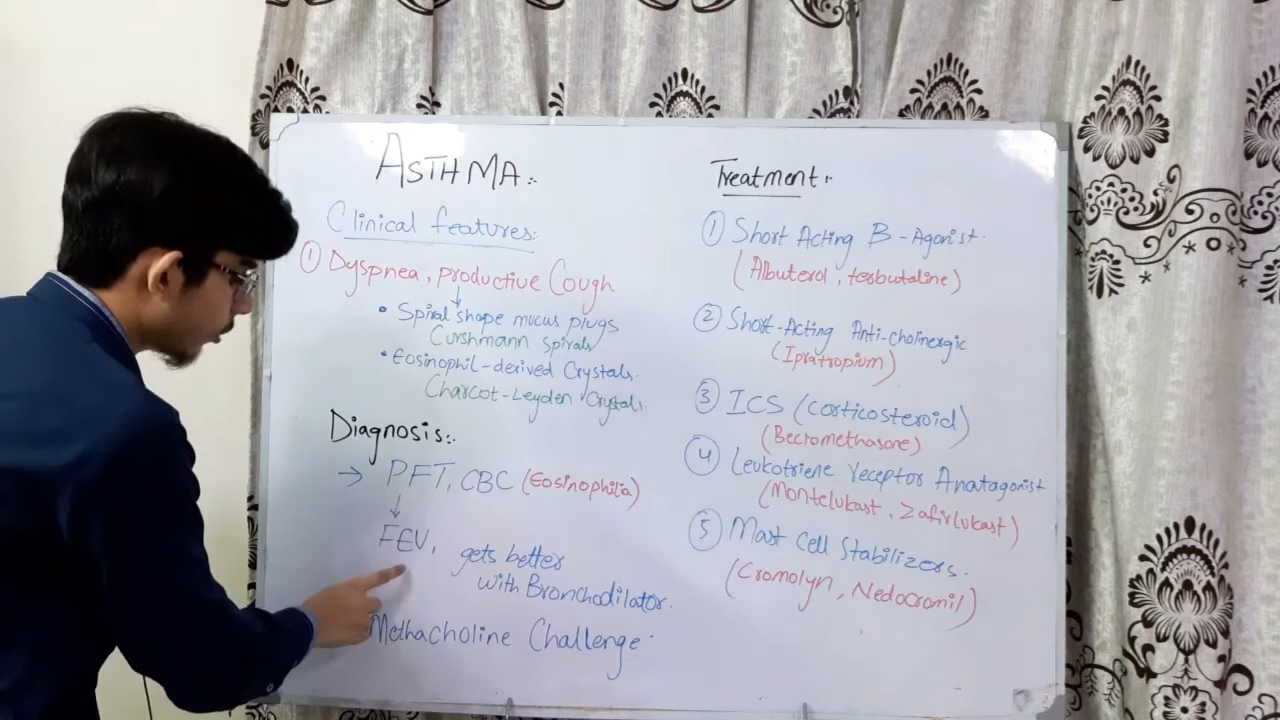 ASTHMA:-
Clinical features:
① Dyspnea, productive Cough
• Spiral shape mucus plugs
Curshmann spirals
• Eosinophil-derived Crystals.
Charcot-Leyden Crystals.
Diagnosis:-
→ PFT, CBC (Eosinophilia)
↓
FEV₁ gets better
with Bronchodilator.
Methacholine Challenge.
Treatment:-
① Short Acting B-Agonist.
(Albuterol, terbutaline)
② Short-Acting Anti-cholinergic
(Ipratropium)
③ ICS (corticosteroid)
(Becromethasone)
④ Leukotriene receptor Anatagonist
(Montelukast, Zafirlukast)
⑤ Mast Cell Stabilizers.
(Cromolyn, Nedocromil)